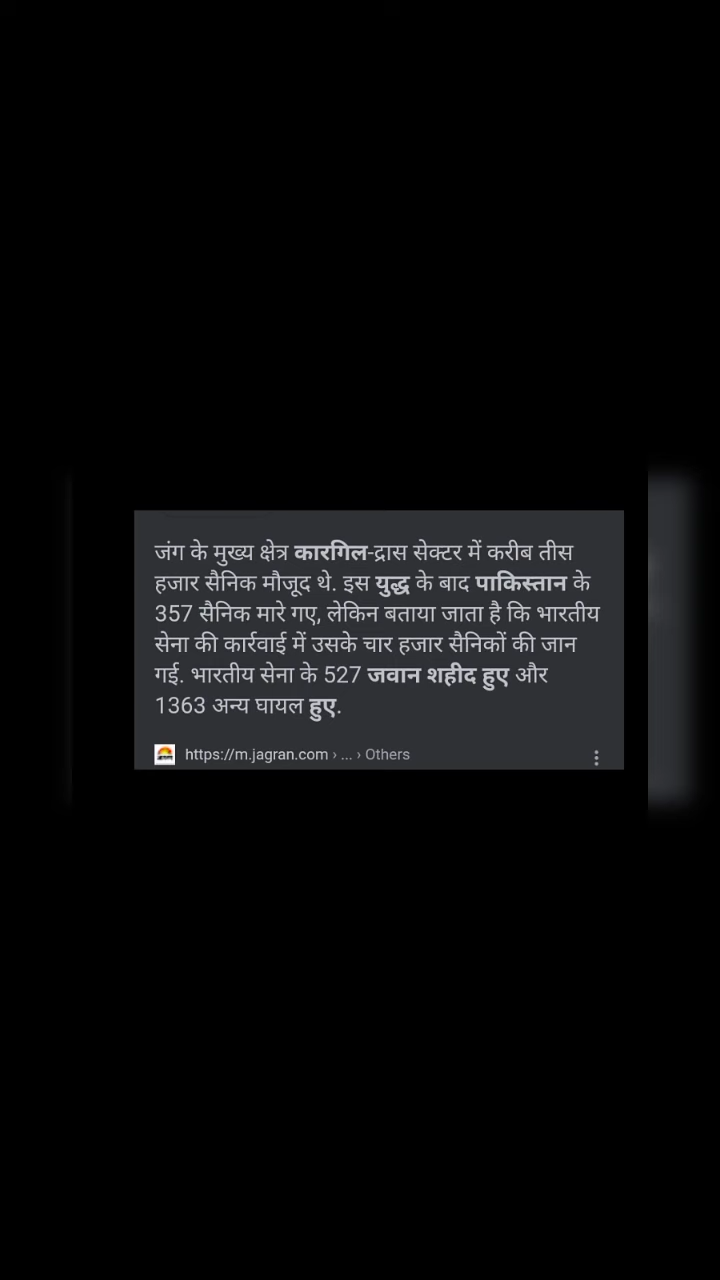 जंग के मुख्य क्षेत्र कारगिल-द्रास सेक्टर में करीब तीस
हजार सैनिक मौजूद थे. इस युद्ध के बाद पाकिस्तान के
357 सैनिक मारे गए, लेकिन बताया जाता है कि भारतीय
सेना की कार्रवाई में उसके चार हजार सैनिकों की जान
गई. भारतीय सेना के 527 जवान शहीद हुए और
1363 अन्य घायल हुए.
https://m.jagran.com › ... › Others